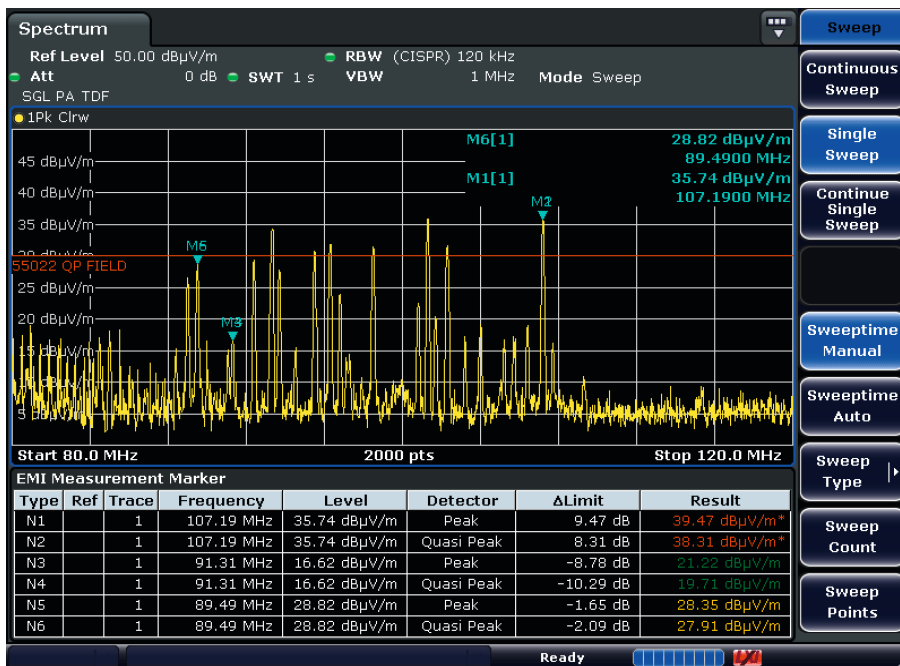 Spectrum
Ref Level 50.00 dBµV/m RBW (CISPR) 120 kHz
Att 0 dB SWT 1 s VBW 1 MHz Mode Sweep
SGL PA TDF
1Pk Clrw
M6[1] 28.82 dBµV/m
89.4900 MHz
M1[1] 35.74 dBµV/m
107.1900 MHz
45 dBµV/m
40 dBµV/m
35 dBµV/m
55022 QP FIELD
25 dBµV/m
20 dBµV/m
15 dBµV/m
Start 80.0 MHz 2000 pts Stop 120.0 MHz
EMI Measurement Marker
Type Ref Trace Frequency Level Detector ΔLimit Result
N1 1 107.19 MHz 35.74 dBµV/m Peak 9.47 dB 39.47 dBµV/m*
N2 1 107.19 MHz 35.74 dBµV/m Quasi Peak 8.31 dB 38.31 dBµV/m*
N3 1 91.31 MHz 16.62 dBµV/m Peak -8.78 dB 21.22 dBµV/m
N4 1 91.31 MHz 16.62 dBµV/m Quasi Peak -10.29 dB 19.71 dBµV/m
N5 1 89.49 MHz 28.82 dBµV/m Peak -1.65 dB 28.35 dBµV/m
N6 1 89.49 MHz 28.82 dBµV/m Quasi Peak -2.09 dB 27.91 dBµV/m
Ready
Sweep
Continuous
Sweep
Single
Sweep
Continue
Single
Sweep
Sweeptime
Manual
Sweeptime
Auto
Sweep
Type
Sweep
Count
Sweep
Points